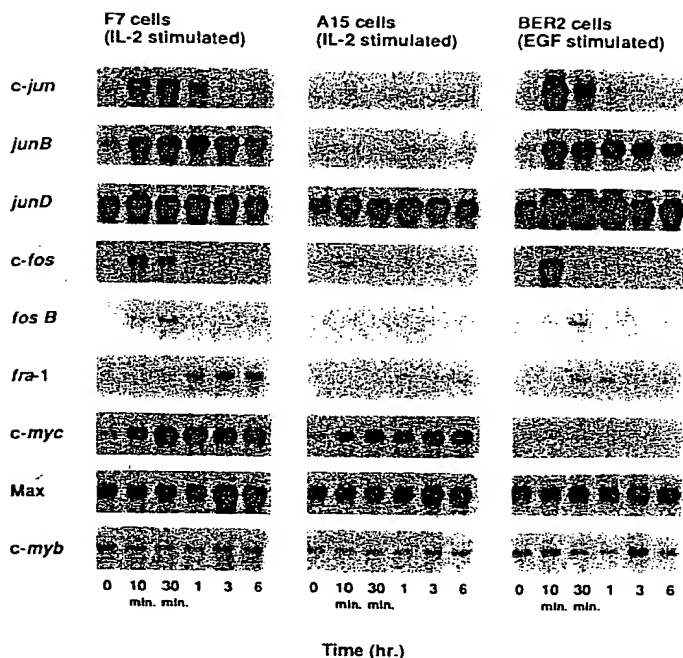 F7 cells
(IL-2 stimulated)
A15 cells
(IL-2 stimulated)
BER2 cells
(EGF stimulated)
c-jun
junB
junD
c-fos
fos B
fra-1
c-myc
Max
c-myb
0 10 30 1 3 6
min. min.
0 10 30 1 3 6
min. min.
0 10 30 1 3 6
min. min.
Time (hr.)